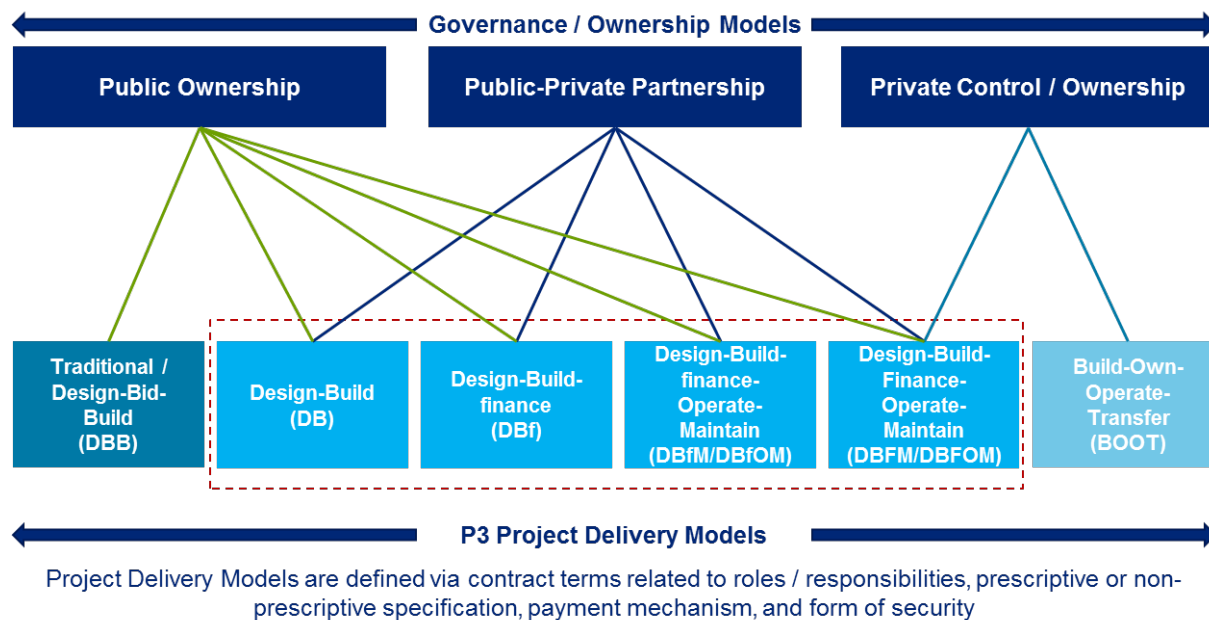 Governance / Ownership Models
Public Ownership
Public-Private Partnership
Private Control / Ownership
Traditional /
Design-Bid-
Build
(DBB)
Design-Build
(DB)
Design-Build-
finance
(DBf)
Design-Build-
finance-
Operate-
Maintain
(DBfM/DBfOM)
Design-Build-
Finance-
Operate-
Maintain
(DBFM/DBFOM)
Build-Own-
Operate-
Transfer
(BOOT)
P3 Project Delivery Models
Project Delivery Models are defined via contract terms related to roles / responsibilities, prescriptive or non-
prescriptive specification, payment mechanism, and form of security